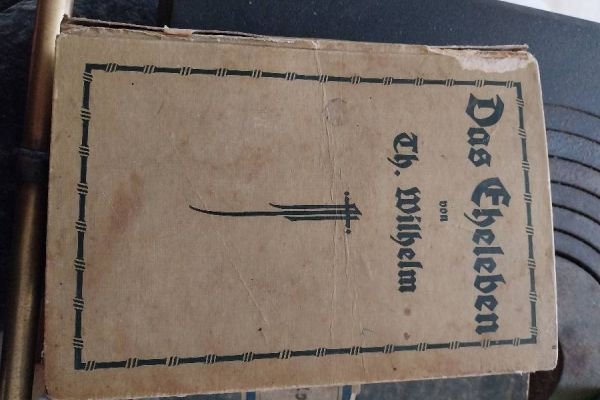 Das Eheleben
von
Th. Wilhelm